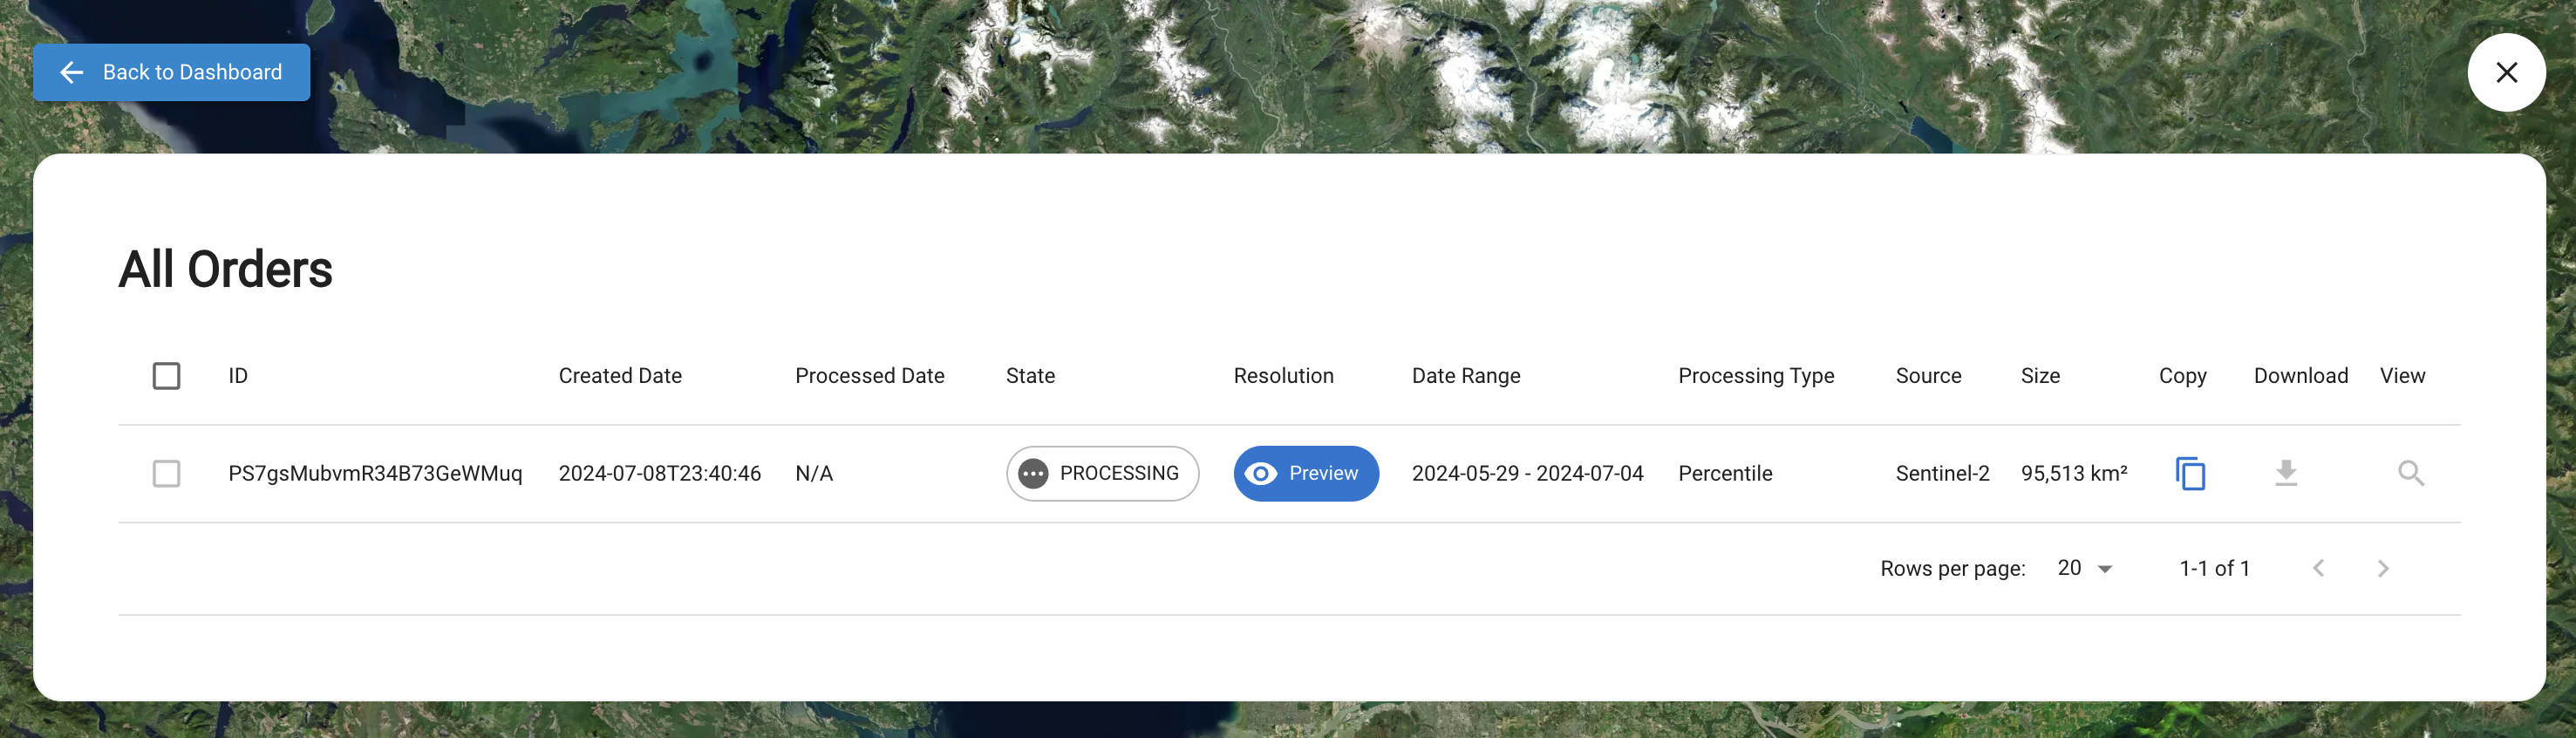 Back to Dashboard
All Orders
ID Created Date Processed Date State Resolution Date Range Processing Type Source Size Copy Download View
PS7gsMubvmR34B73GeWMuq 2024-07-08T23:40:46 N/A PROCESSING Preview 2024-05-29 - 2024-07-04 Percentile Sentinel-2 95,513 km²
Rows per page: 20 1-1 of 1